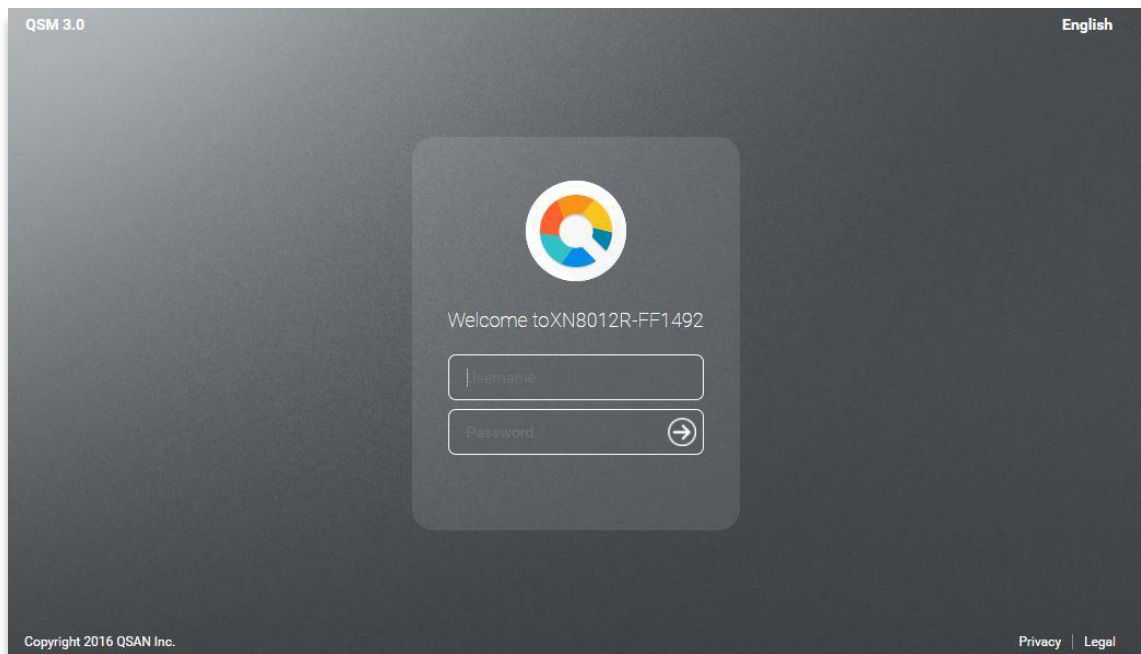 QSM 3.0
English
Welcome toXN8012R-FF1492
Username
Password
Copyright 2016 QSAN Inc.
Privacy | Legal